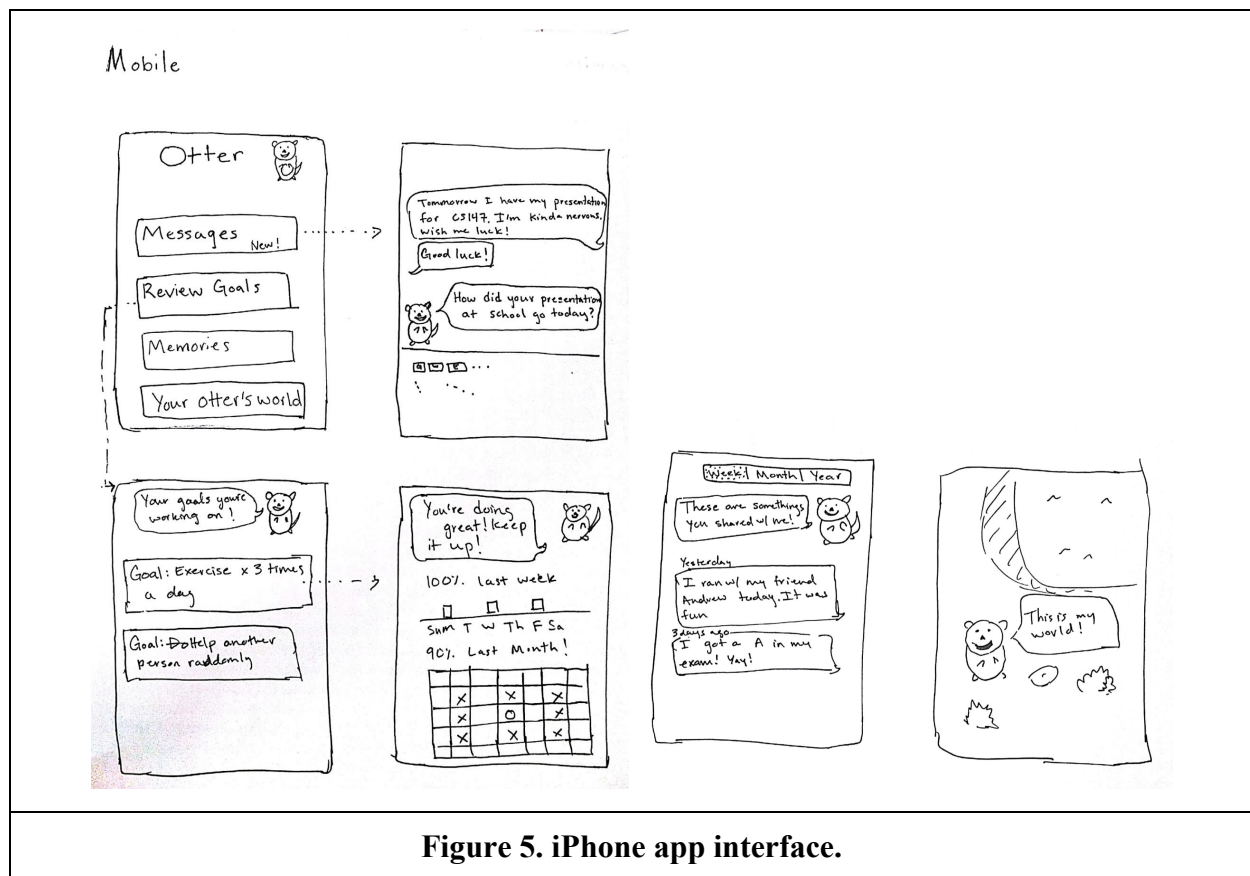 Mobile
Otter
Messages
New!
Review Goals
Memories
Your otter's world
Tommorrow I have my presentation
for CS147. I'm kinda nervous.
wish me luck!
Good luck!
How did your presentation
at school go today?
Your goals you're
working on!
Goal: Exercise x 3 times
a day
Goal: Do Help another
person randomly
You're doing
great! Keep
it up!
100% last week
Sun M T W Th F Sa
90% Last Month!
Week Month Year
These are somethings
you shared w/ me!
Yesterday
I ran w/ my friend
Andrew today. It was
fun
3 days ago
I got a A in my
exam! Yay!
This is my
world!
Figure 5. iPhone app interface.